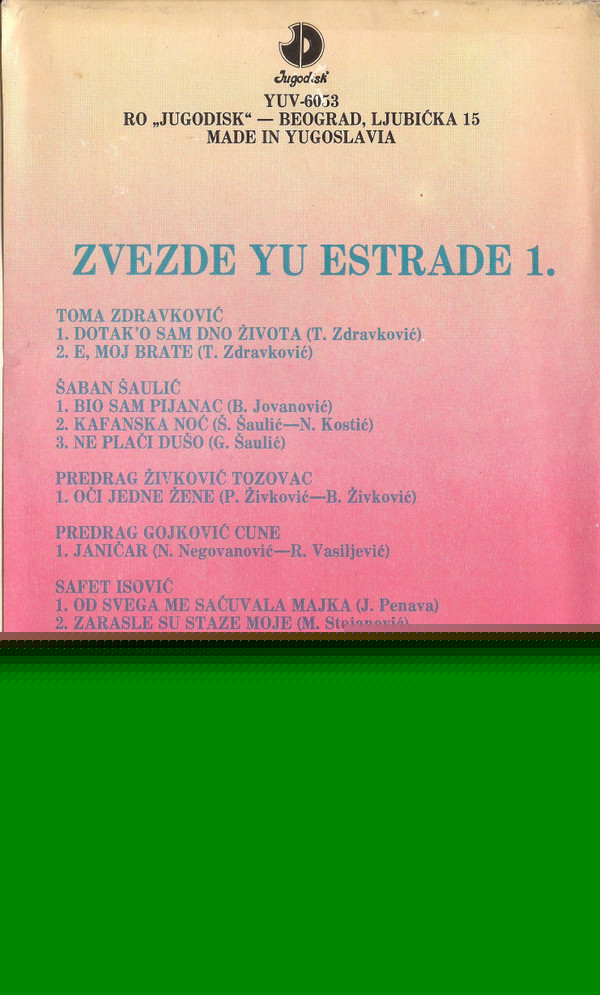 Jugodisk
YUV-6053
RO „JUGODISK“ — BEOGRAD, LJUBIĆKA 15
MADE IN YUGOSLAVIA
ZVEZDE YU ESTRADE 1.
TOMA ZDRAVKOVIĆ
1. DOTAK'O SAM DNO ŽIVOTA (T. Zdravković)
2. E, MOJ BRATE (T. Zdravković)
ŠABAN ŠAULIĆ
1. BIO SAM PIJANAC (B. Jovanović)
2. KAFANSKA NOĆ (Š. Šaulić—N. Kostić)
3. NE PLAČI DUŠO (G. Šaulić)
PREDRAG ŽIVKOVIĆ TOZOVAC
1. OČI JEDNE ŽENE (P. Živković—B. Živković)
PREDRAG GOJKOVIĆ CUNE
1. JANIČAR (N. Negovanović—R. Vasiljević)
SAFET ISOVIĆ
1. OD SVEGA ME SAČUVALA MAJKA (J. Penava)
2. ZARASLE SU STAZE MOJE (M. Stojanović)